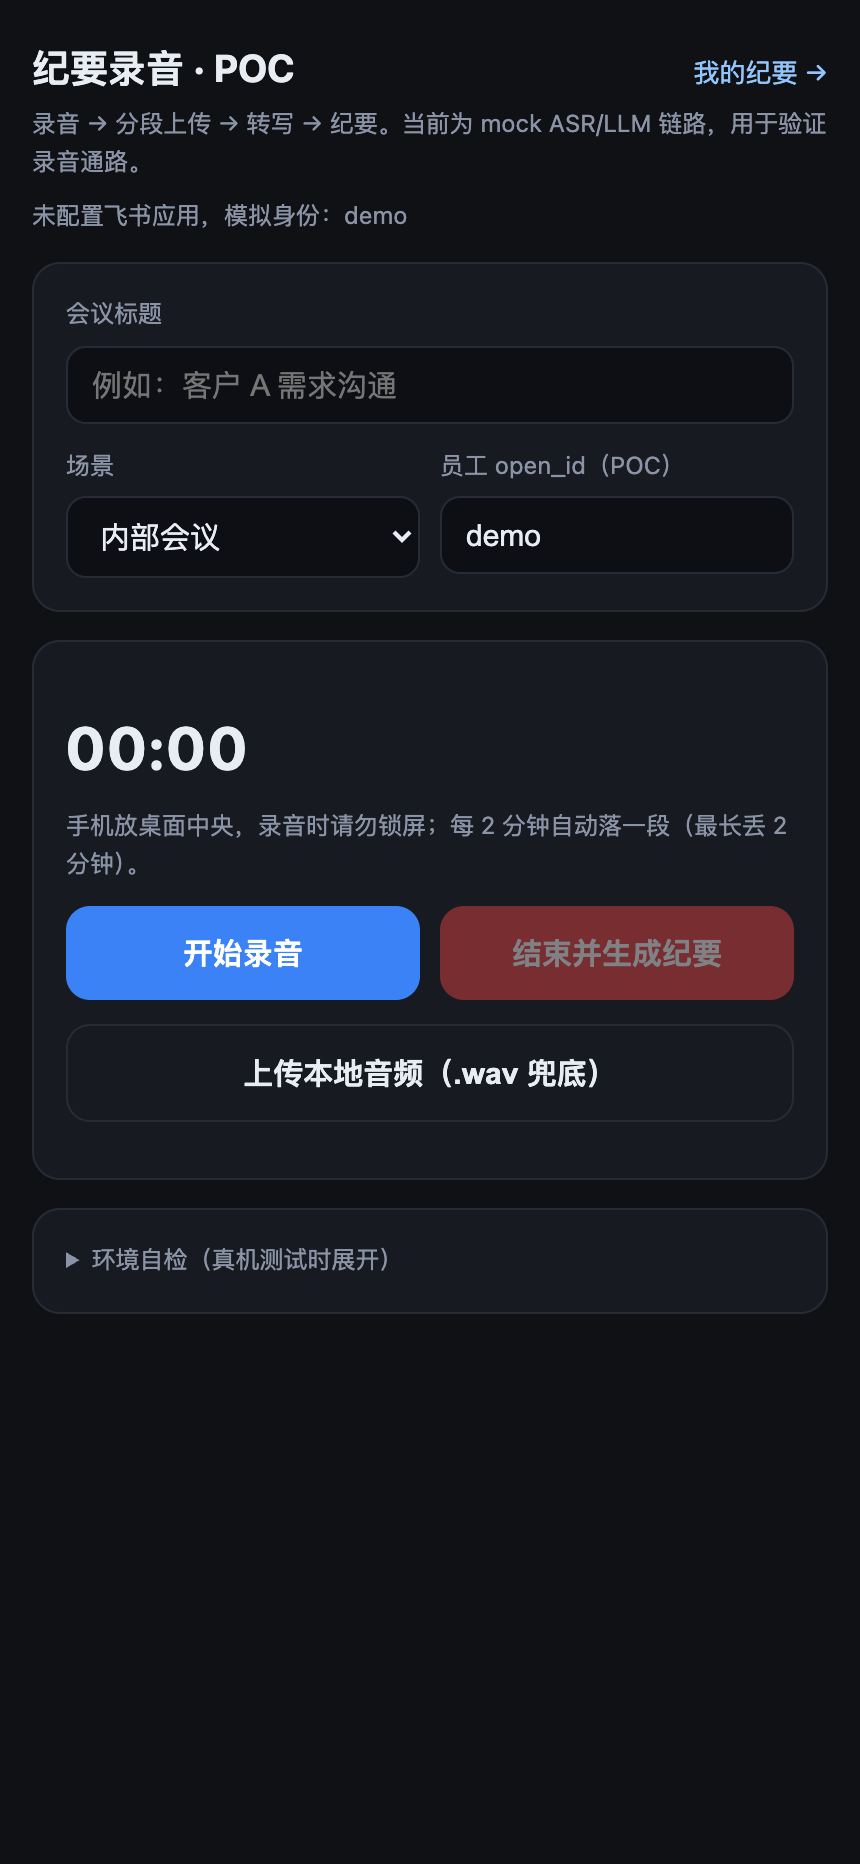 纪要录音 · POC
我的纪要 →
录音 → 分段上传 → 转写 → 纪要。当前为 mock ASR/LLM 链路，用于验证
录音通路。
未配置飞书应用，模拟身份：demo
会议标题
例如：客户 A 需求沟通
场景
员工 open_id（POC）
内部会议
demo
00:00
手机放桌面中央，录音时请勿锁屏；每 2 分钟自动落一段（最长丢 2
分钟）。
开始录音
结束并生成纪要
上传本地音频（.wav 兜底）
环境自检（真机测试时展开）